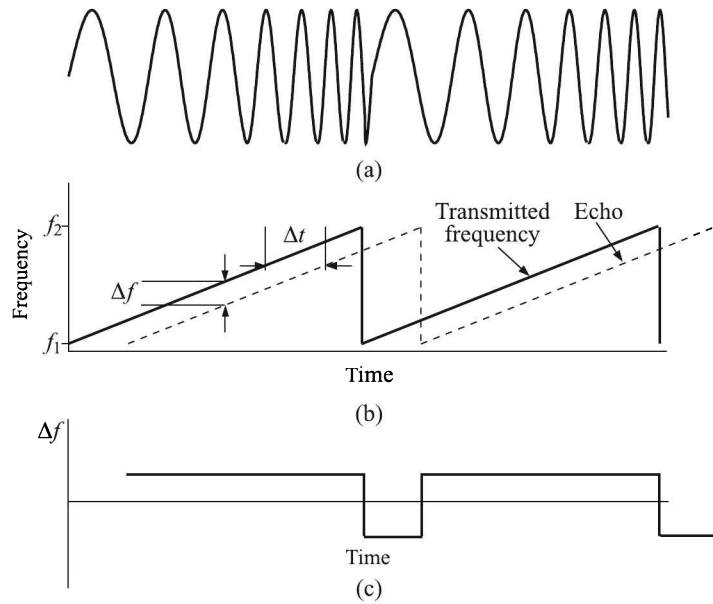 (a)
Frequency
f2
f1
Δt
Δf
Transmitted
frequency
Echo
Time
(b)
Δf
Time
(c)